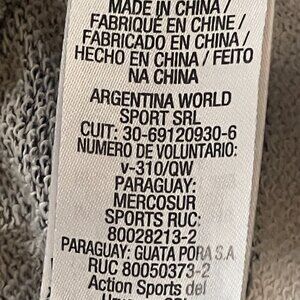 MADE IN CHINA /
FABRIQUÉ EN CHINE /
FABRICADO EN CHINA /
HECHO EN CHINA / FEITO
NA CHINA
ARGENTINA WORLD
SPORT SRL
CUIT: 30-69120930-6
NUMERO DE VOLUNTARIO:
v-310/QW
PARAGUAY:
MERCOSUR
SPORTS RUC:
80028213-2
PARAGUAY: GUATA PORA S.A
RUC 80050373-2
Action Sports del